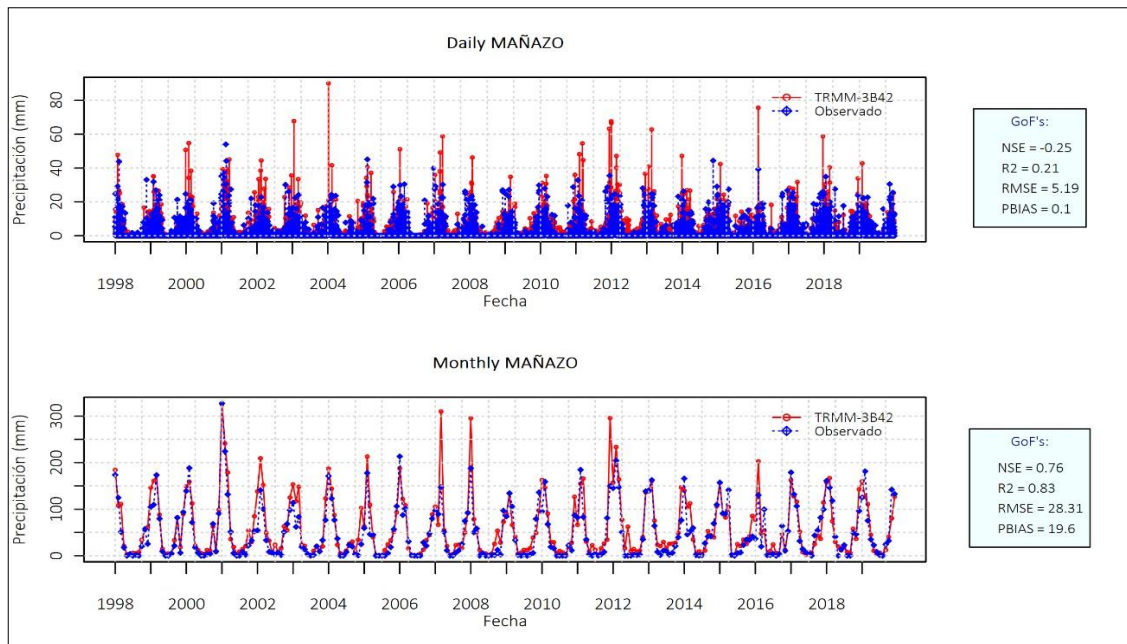 Daily MAÑAZO
Precipitación (mm)
80
60
40
20
0
TRMM-3B42
Observado
1998 2000 2002 2004 2006 2008 2010 2012 2014 2016 2018
Fecha
GoF's:
NSE = -0.25
R2 = 0.21
RMSE = 5.19
PBIAS = 0.1
Monthly MAÑAZO
Precipitación (mm)
300
200
100
0
TRMM-3B42
Observado
1998 2000 2002 2004 2006 2008 2010 2012 2014 2016 2018
Fecha
GoF's:
NSE = 0.76
R2 = 0.83
RMSE = 28.31
PBIAS = 19.6